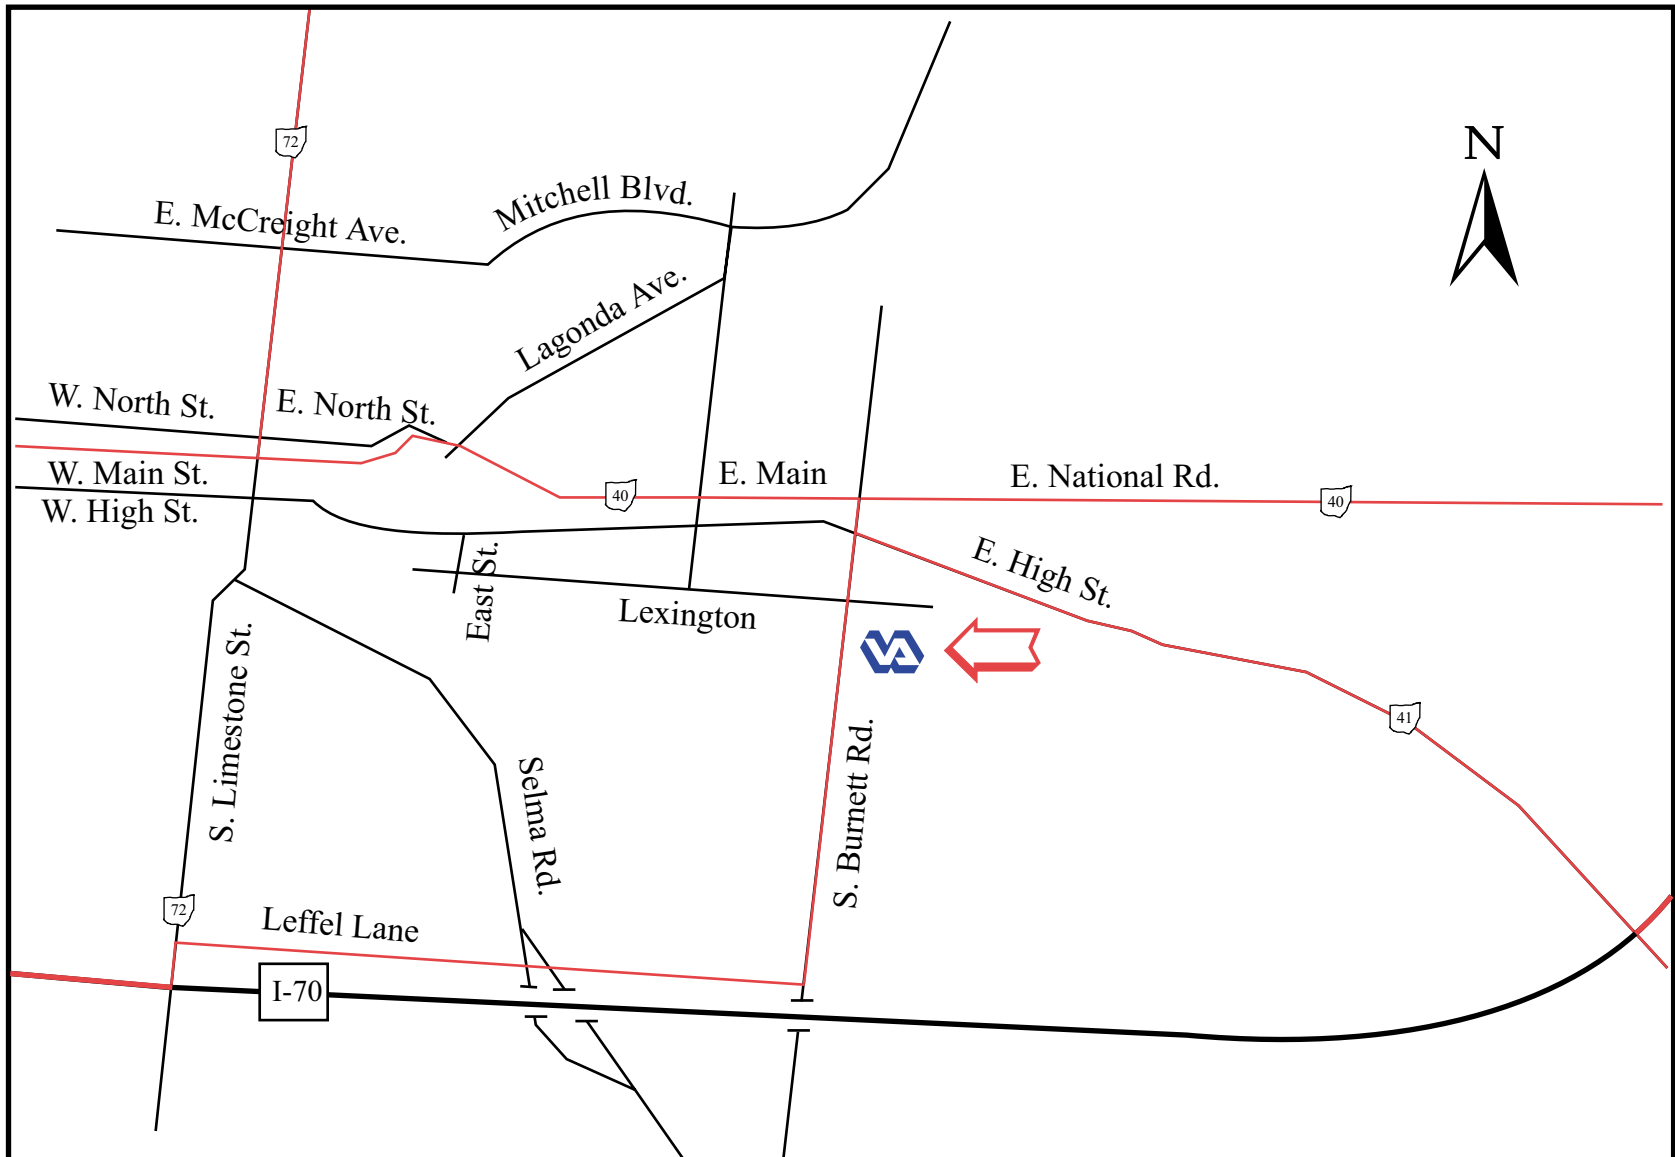 72
N
E. McCreight Ave.
Mitchell Blvd.
Lagonda Ave.
W. North St.
E. North St.
W. Main St.
E. Main
E. National Rd.
40
40
W. High St.
E. High St.
East St.
Lexington
VA
S. Limestone St.
41
Selma Rd.
S. Burnett Rd.
72
Leffel Lane
I-70